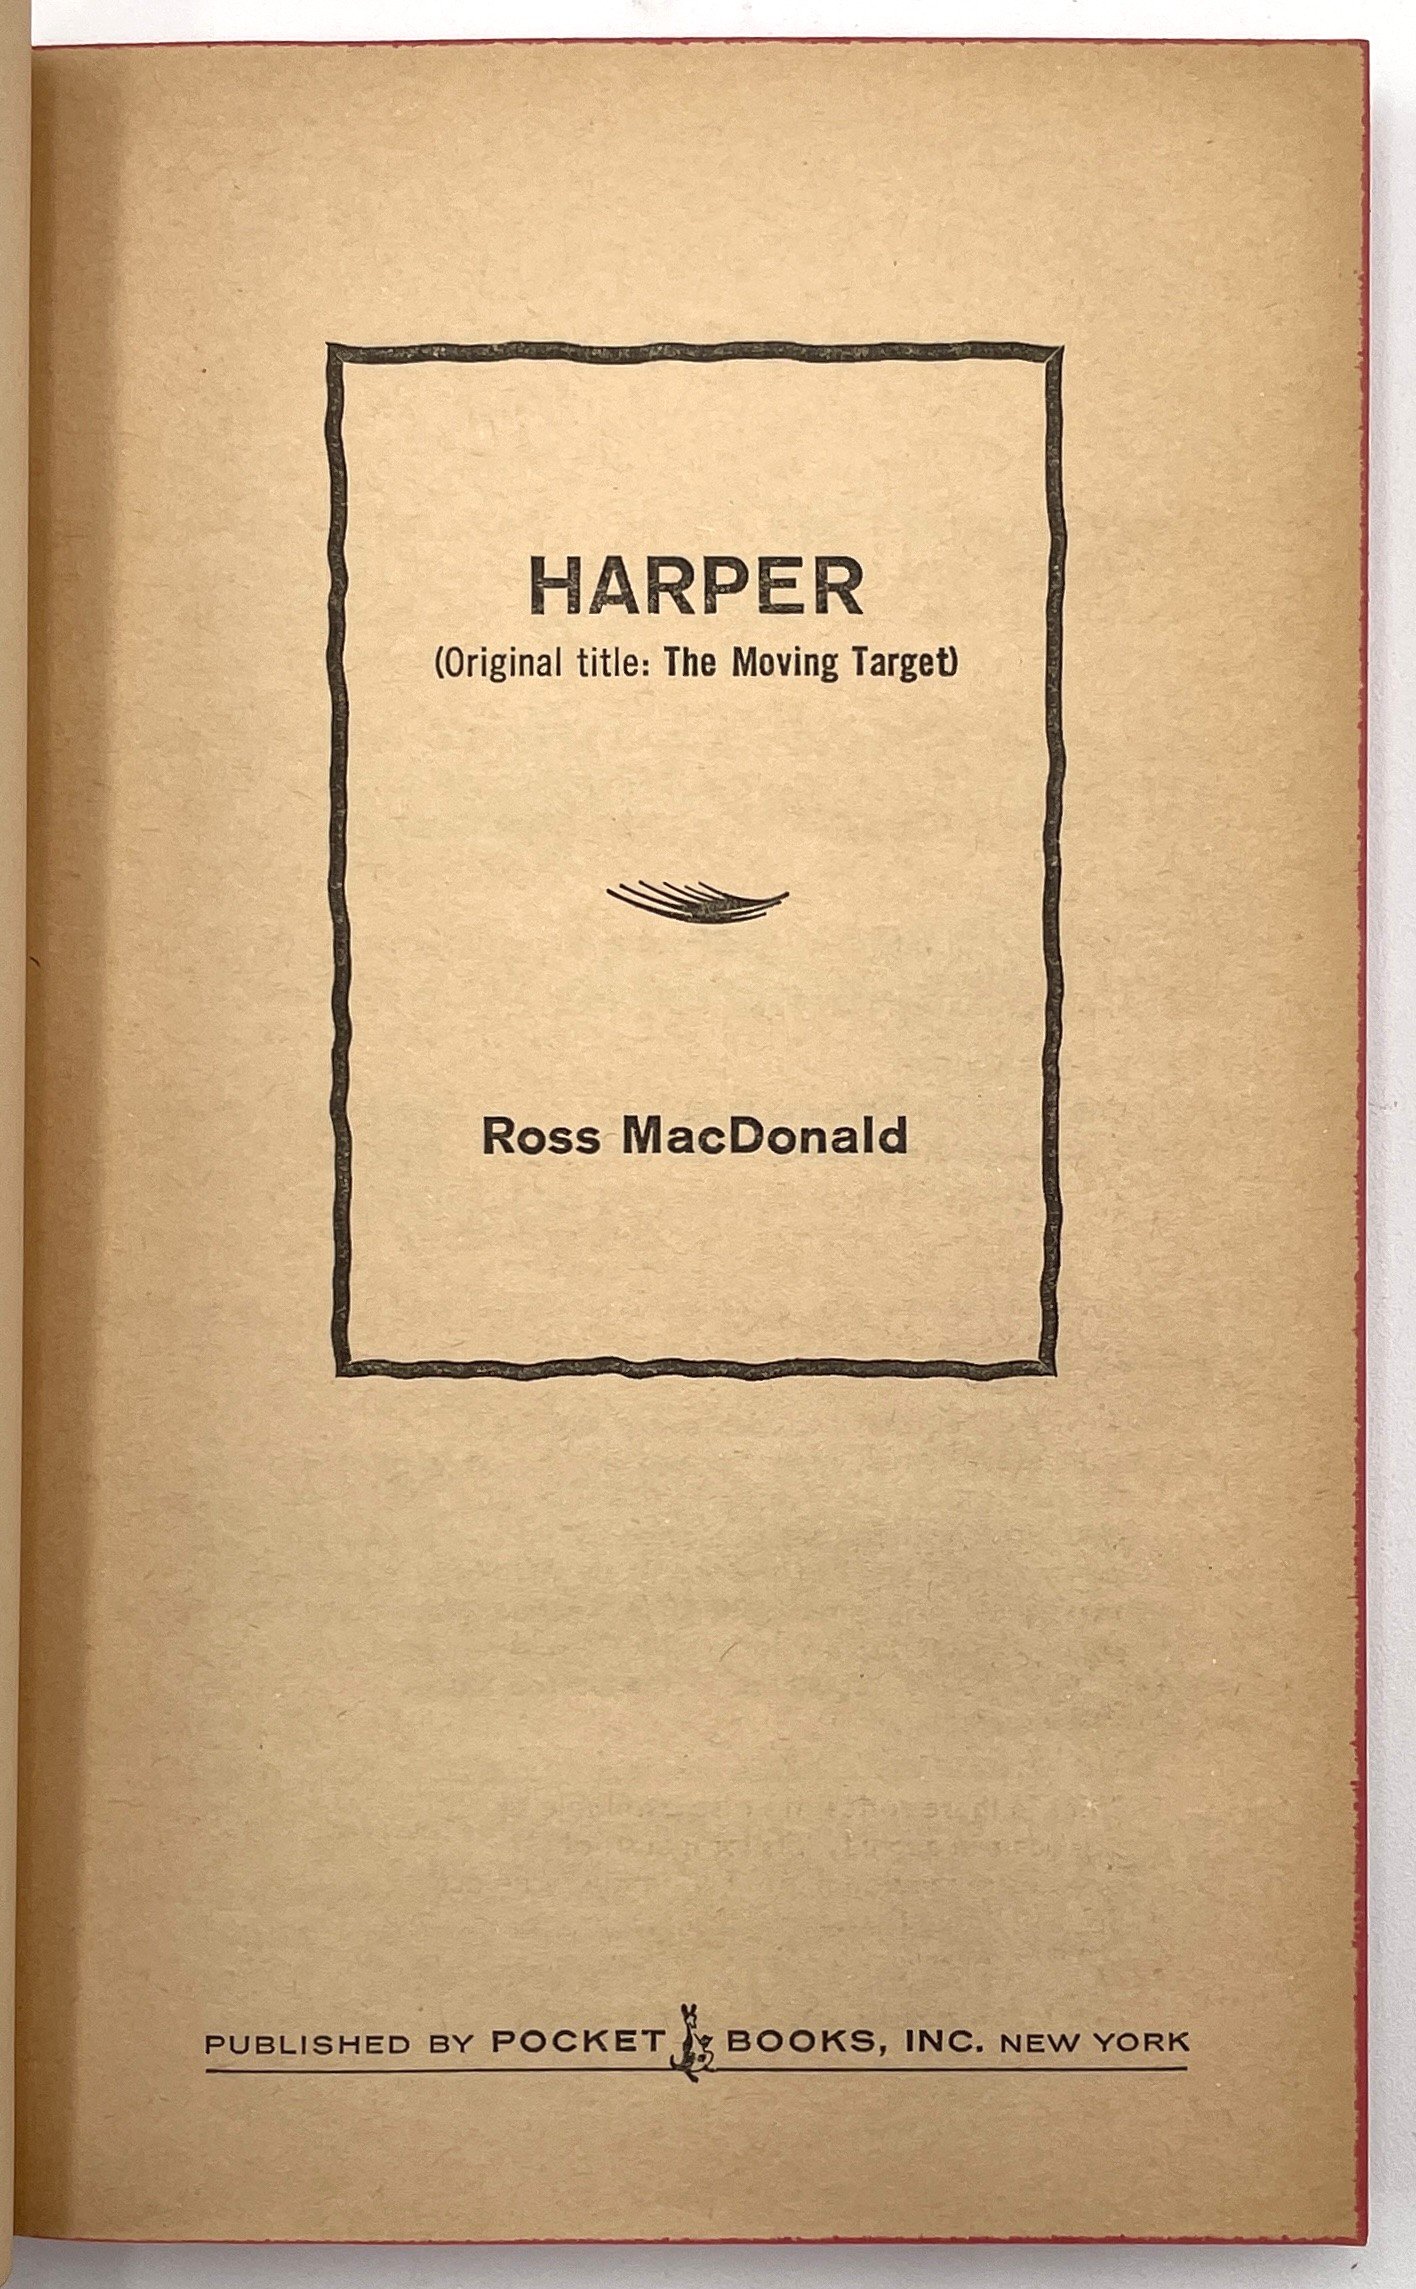 HARPER
(Original title: The Moving Target)
Ross MacDonald
PUBLISHED BY POCKET BOOKS, INC. NEW YORK